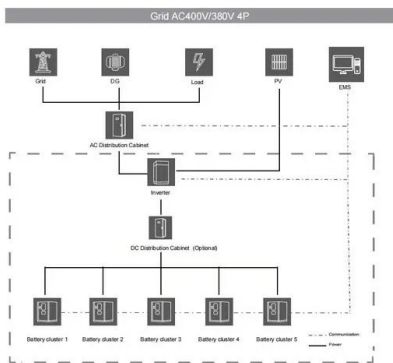 Grid AC400V/380V 4P
Grid
DG
Load
PV
EMS
AC Distribution Cabinet
Inverter
DC Distribution Cabinet (Optional)
Battery cluster 1
Battery cluster 2
Battery cluster 3
Battery cluster 4
Battery cluster 5
Communication
Power